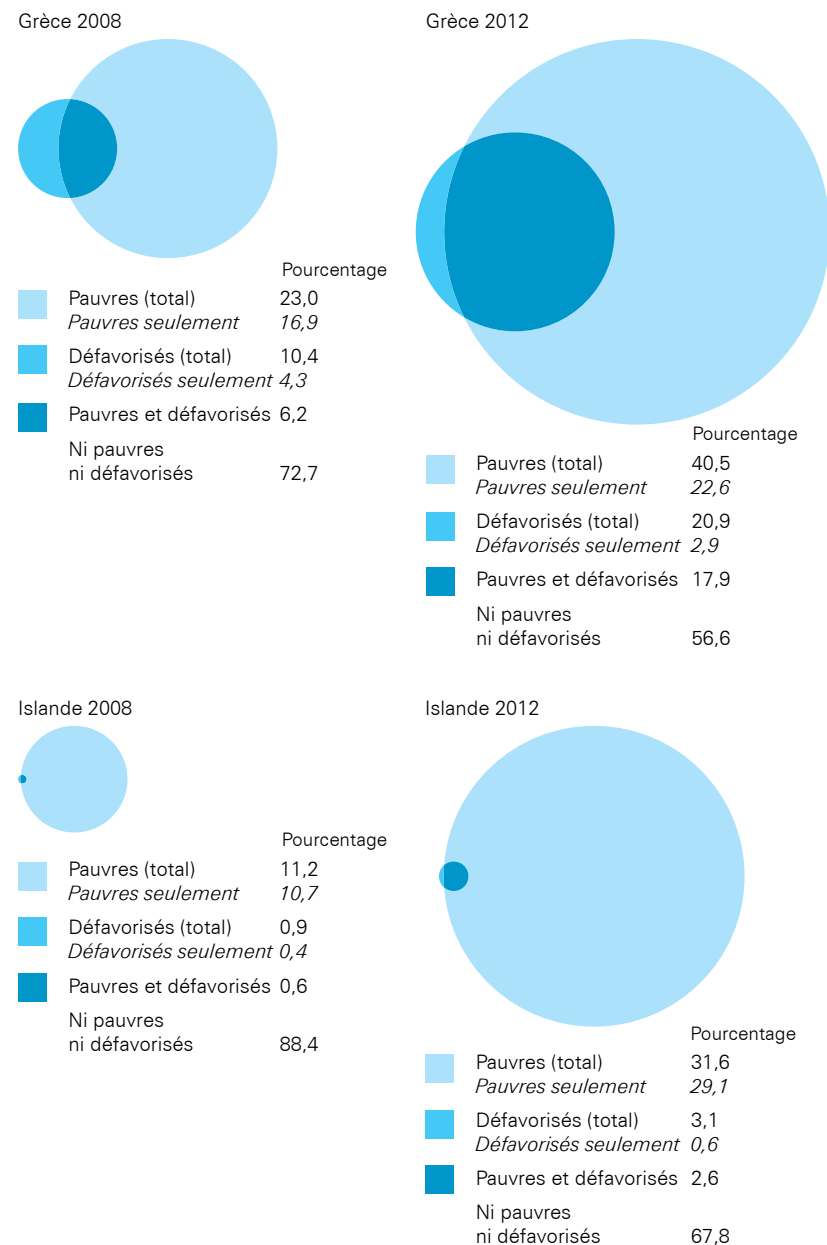 Grèce 2008
Pourcentage
Pauvres (total) 23,0
Pauvres seulement 16,9
Défavorisés (total) 10,4
Défavorisés seulement 4,3
Pauvres et défavorisés 6,2
Ni pauvres
ni défavorisés 72,7
Grèce 2012
Pourcentage
Pauvres (total) 40,5
Pauvres seulement 22,6
Défavorisés (total) 20,9
Défavorisés seulement 2,9
Pauvres et défavorisés 17,9
Ni pauvres
ni défavorisés 56,6
Islande 2008
Pourcentage
Pauvres (total) 11,2
Pauvres seulement 10,7
Défavorisés (total) 0,9
Défavorisés seulement 0,4
Pauvres et défavorisés 0,6
Ni pauvres
ni défavorisés 88,4
Islande 2012
Pourcentage
Pauvres (total) 31,6
Pauvres seulement 29,1
Défavorisés (total) 3,1
Défavorisés seulement 0,6
Pauvres et défavorisés 2,6
Ni pauvres
ni défavorisés 67,8